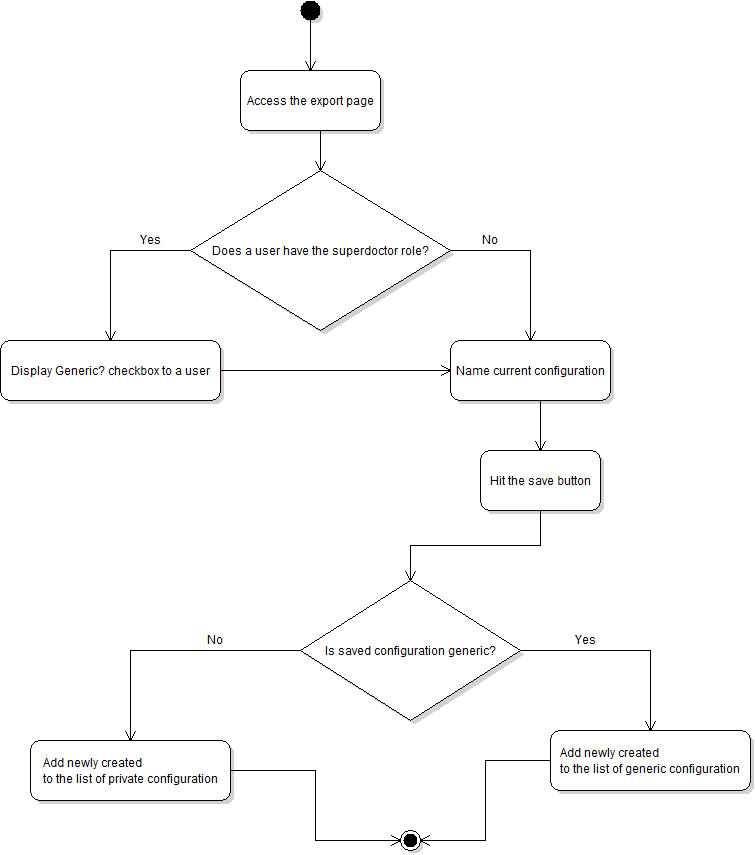 Access the export page
Does a user have the superdoctor role?
Yes
No
Display Generic? checkbox to a user
Name current configuration
Hit the save button
Is saved configuration generic?
No
Yes
Add newly created
to the list of private configuration
Add newly created
to the list of generic configuration